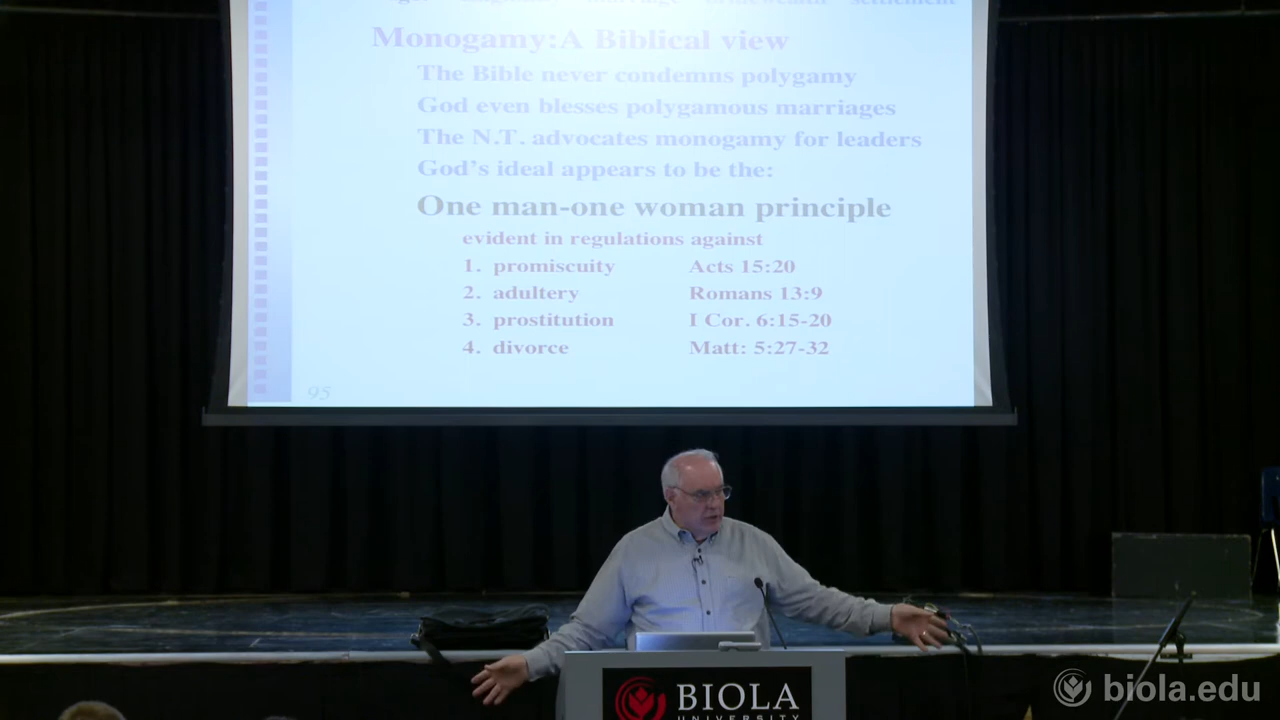 marriage settlement
Monogamy:A Biblical view
The Bible never condemns polygamy
God even blesses polygamous marriages
The N.T. advocates monogamy for leaders
God's ideal appears to be the:
One man-one woman principle
evident in regulations against
1. promiscuity Acts 15:20
2. adultery Romans 13:9
3. prostitution I Cor. 6:15-20
4. divorce Matt: 5:27-32
95
BIOLA
UNIVERSITY
biola.edu